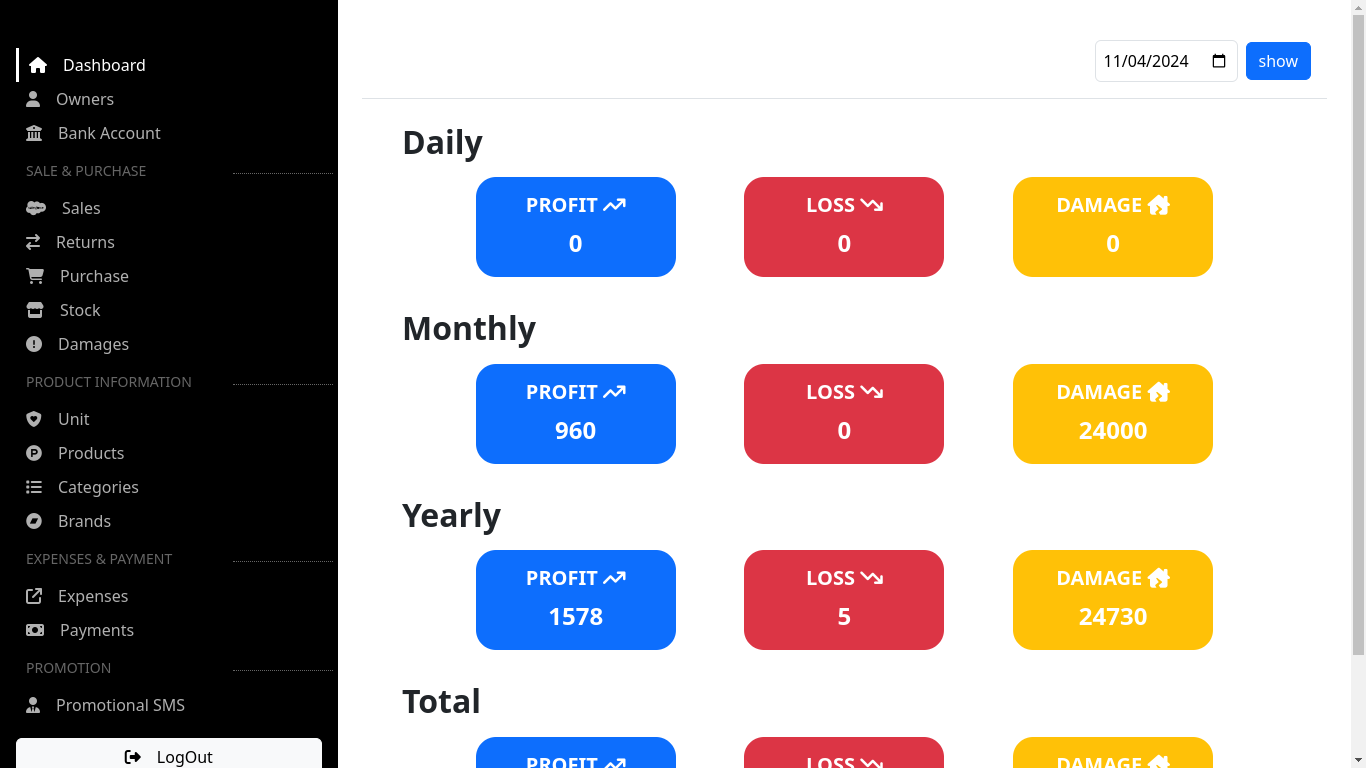 Dashboard
Owners
Bank Account
SALE & PURCHASE
Sales
Returns
Purchase
Stock
Damages
PRODUCT INFORMATION
Unit
Products
Categories
Brands
EXPENSES & PAYMENT
Expenses
Payments
PROMOTION
Promotional SMS
LogOut
11/04/2024
show
Daily
PROFIT
0
LOSS
0
DAMAGE
0
Monthly
PROFIT
960
LOSS
0
DAMAGE
24000
Yearly
PROFIT
1578
LOSS
5
DAMAGE
24730
Total
PROFIT
LOSS
DAMAGE